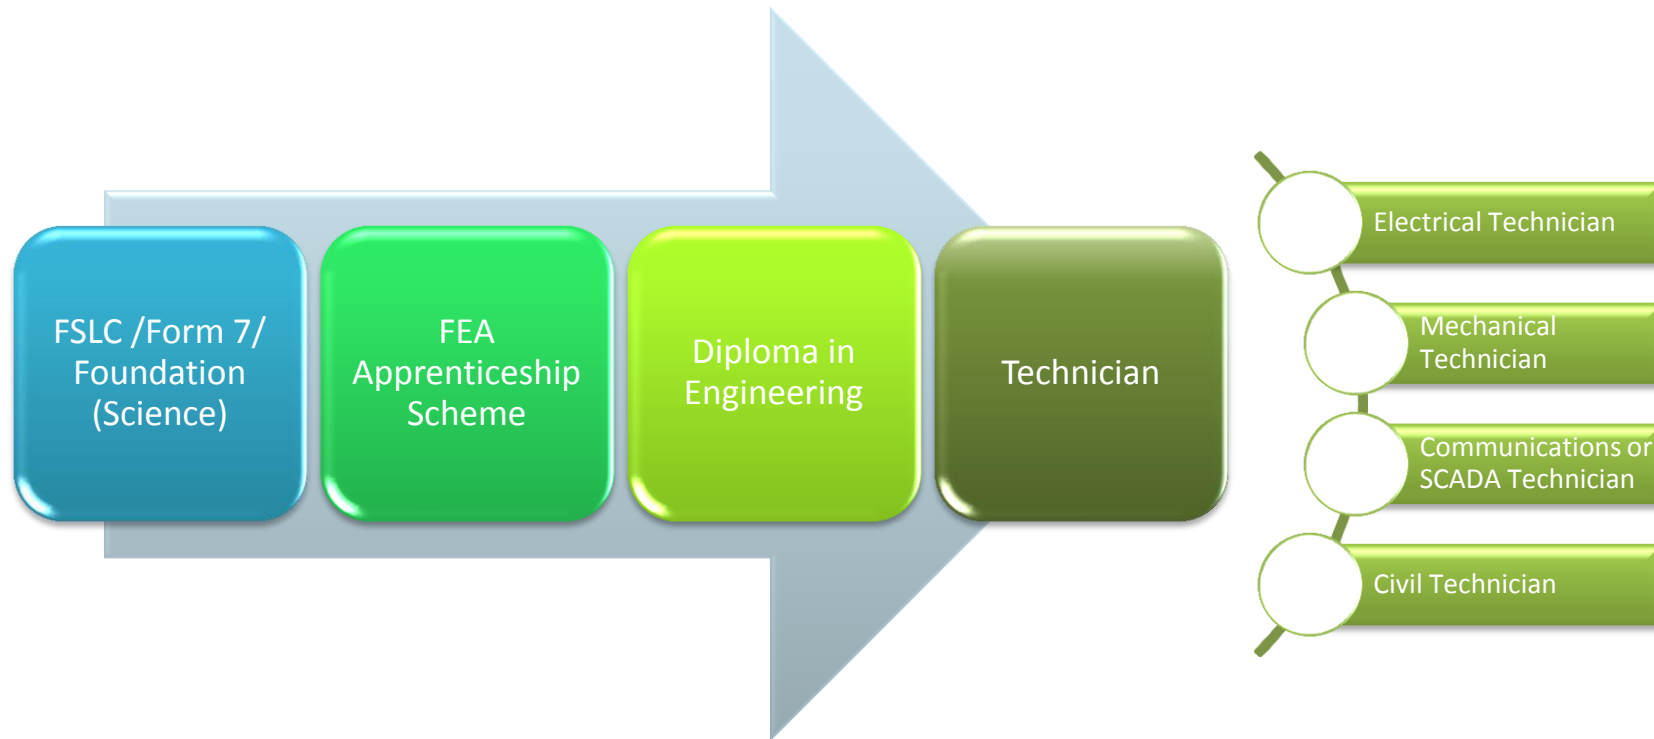 FSLC /Form 7/
Foundation
(Science)
FEA
Apprenticeship
Scheme
Diploma in
Engineering
Technician
Electrical Technician
Mechanical
Technician
Communications or
SCADA Technician
Civil Technician